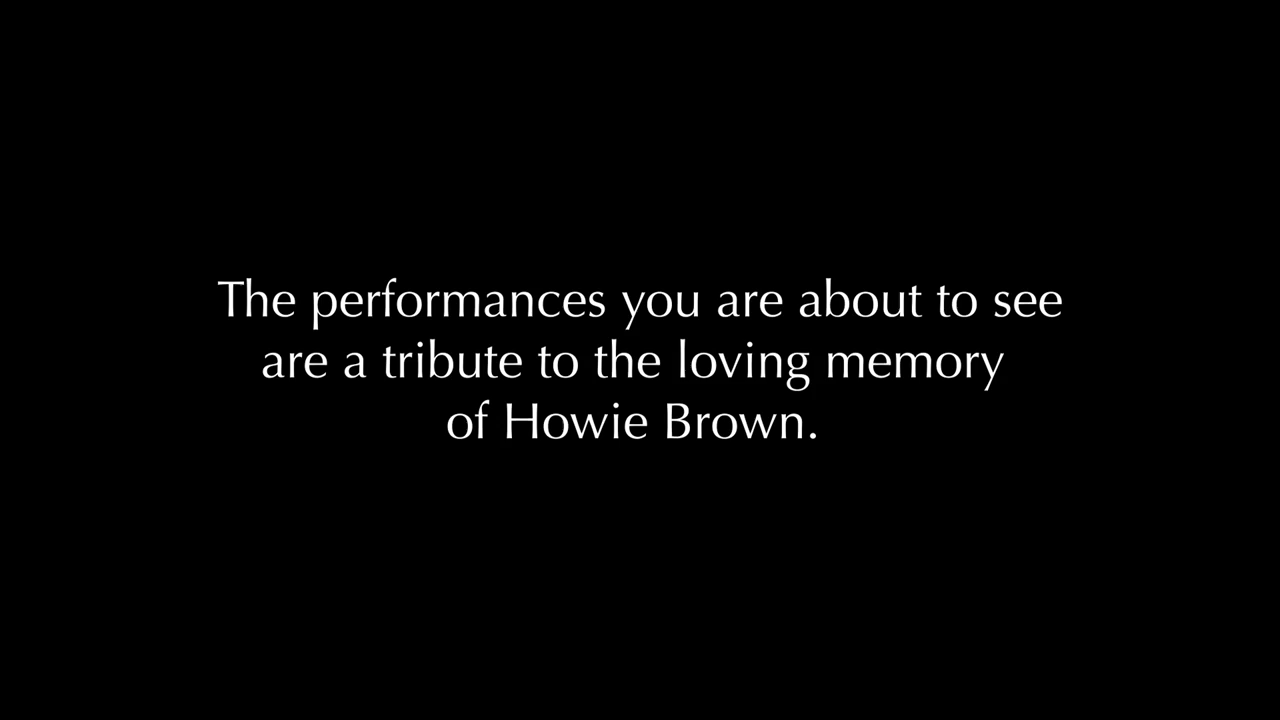 The performances you are about to see
are a tribute to the loving memory
of Howie Brown.